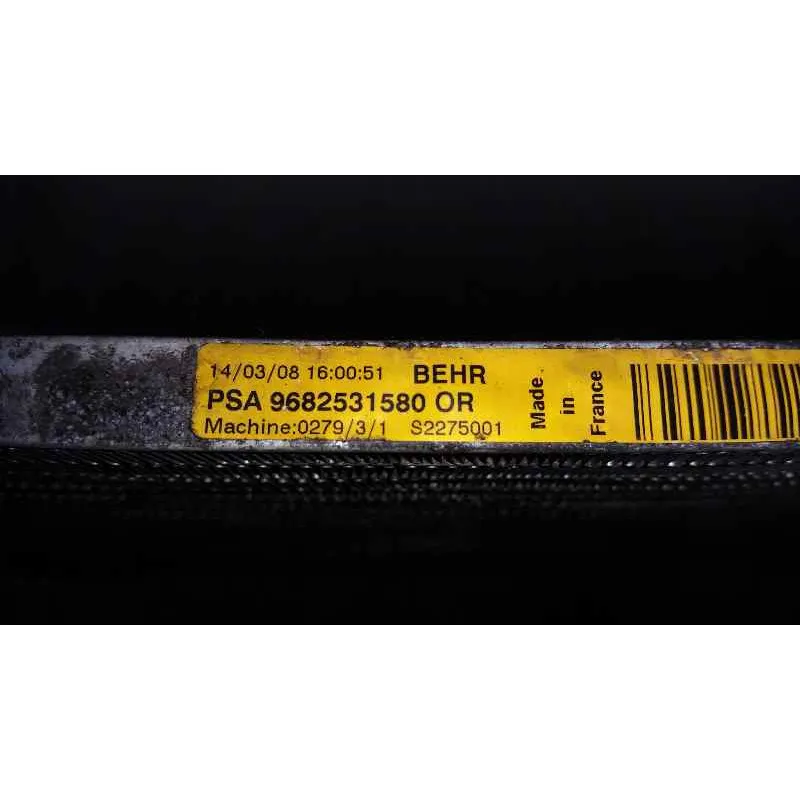 14/03/08 16:00:51 BEHR
PSA 9682531580 OR
Machine:0279/3/1 S2275001
Made
in
France